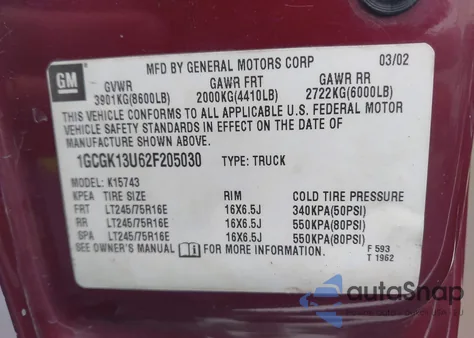 MFD BY GENERAL MOTORS CORP 03/02
GM GVWR GAWR FRT GAWR RR
3901KG(8600LB) 2000KG(4410LB) 2722KG(6000LB)
THIS VEHICLE CONFORMS TO ALL APPLICABLE U.S. FEDERAL MOTOR
VEHICLE SAFETY STANDARDS IN EFFECT ON THE DATE OF
MANUFACTURE SHOWN ABOVE.
1GCGK13U62F205030 TYPE: TRUCK
MODEL: K15743
KPEA TIRE SIZE RIM COLD TIRE PRESSURE
FRT LT245/75R16E 16X6.5J 340KPA(50PSI)
RR LT245/75R16E 16X6.5J 550KPA(80PSI)
SPA LT245/75R16E 16X6.5J 550KPA(80PSI)
SEE OWNER'S MANUAL FOR MORE INFORMATION. F 593
T 1962
autoSnap